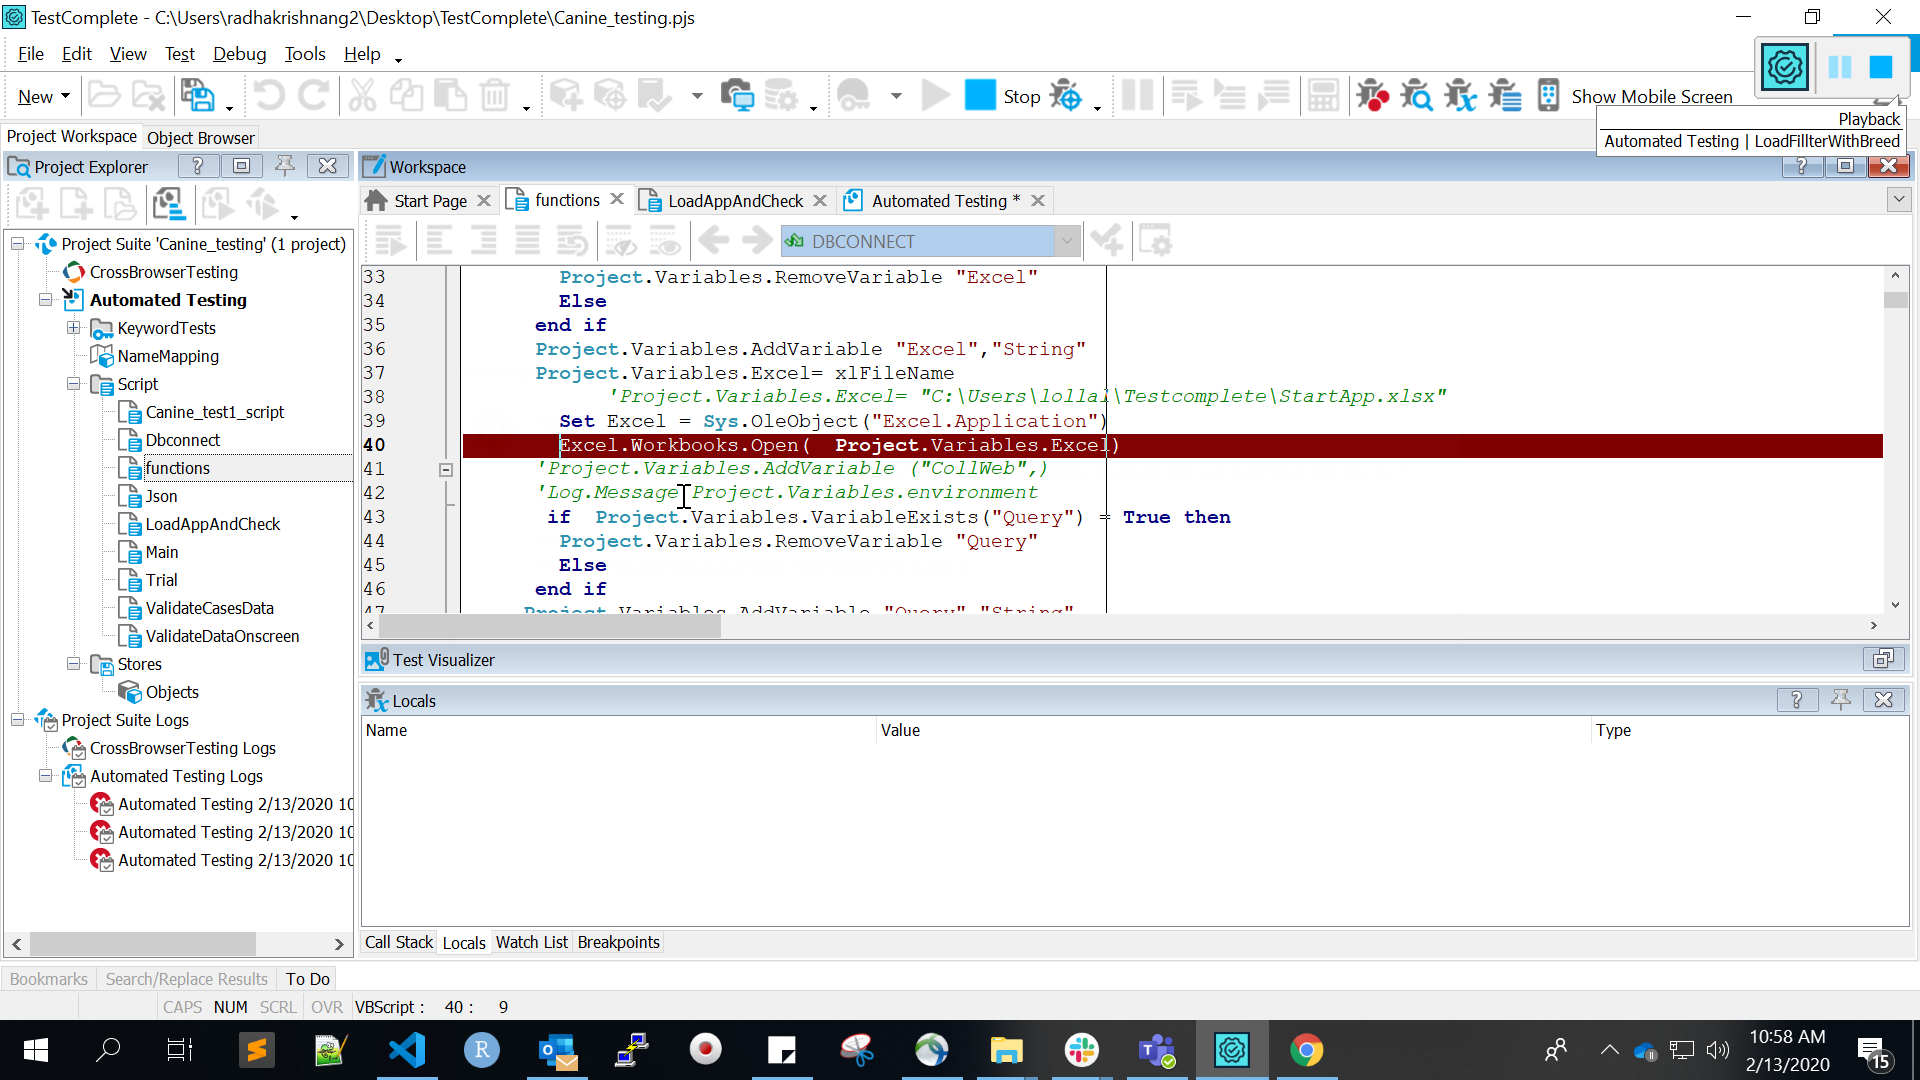 TestComplete - C:\Users\radhakrishnang2\Desktop\TestComplete\Canine_testing.pjs
File Edit View Test Debug Tools Help
New Stop Show Mobile Screen
Playback
Automated Testing | LoadFillterWithBreed
Project Workspace Object Browser
Project Explorer
Workspace
Start Page functions LoadAppAndCheck Automated Testing *
DBCONNECT
Project Suite 'Canine_testing' (1 project)
CrossBrowserTesting
Automated Testing
KeywordTests
NameMapping
Script
Canine_test1_script
Dbconnect
functions
Json
LoadAppAndCheck
Main
Trial
ValidateCasesData
ValidateDataOnscreen
Stores
Objects
Project Suite Logs
CrossBrowserTesting Logs
Automated Testing Logs
Automated Testing 2/13/2020 10
Automated Testing 2/13/2020 10
Automated Testing 2/13/2020 10
33 Project.Variables.RemoveVariable "Excel"
34 Else
35 end if
36 Project.Variables.AddVariable "Excel","String"
37 Project.Variables.Excel= xlFileName
38 'Project.Variables.Excel= "C:\Users\lollal\Testcomplete\StartApp.xlsx"
39 Set Excel = Sys.OleObject("Excel.Application")
40 Excel.Workbooks.Open( Project.Variables.Excel)
41 'Project.Variables.AddVariable ("CollWeb",)
42 'Log.Message Project.Variables.environment
43 if Project.Variables.VariableExists("Query") = True then
44 Project.Variables.RemoveVariable "Query"
45 Else
46 end if
47 Project.Variables.AddVariable "Query","String"
Test Visualizer
Locals
Name Value Type
Call Stack Locals Watch List Breakpoints
Bookmarks Search/Replace Results To Do
CAPS NUM SCRL OVR VBScript : 40 : 9
10:58 AM
2/13/2020
15